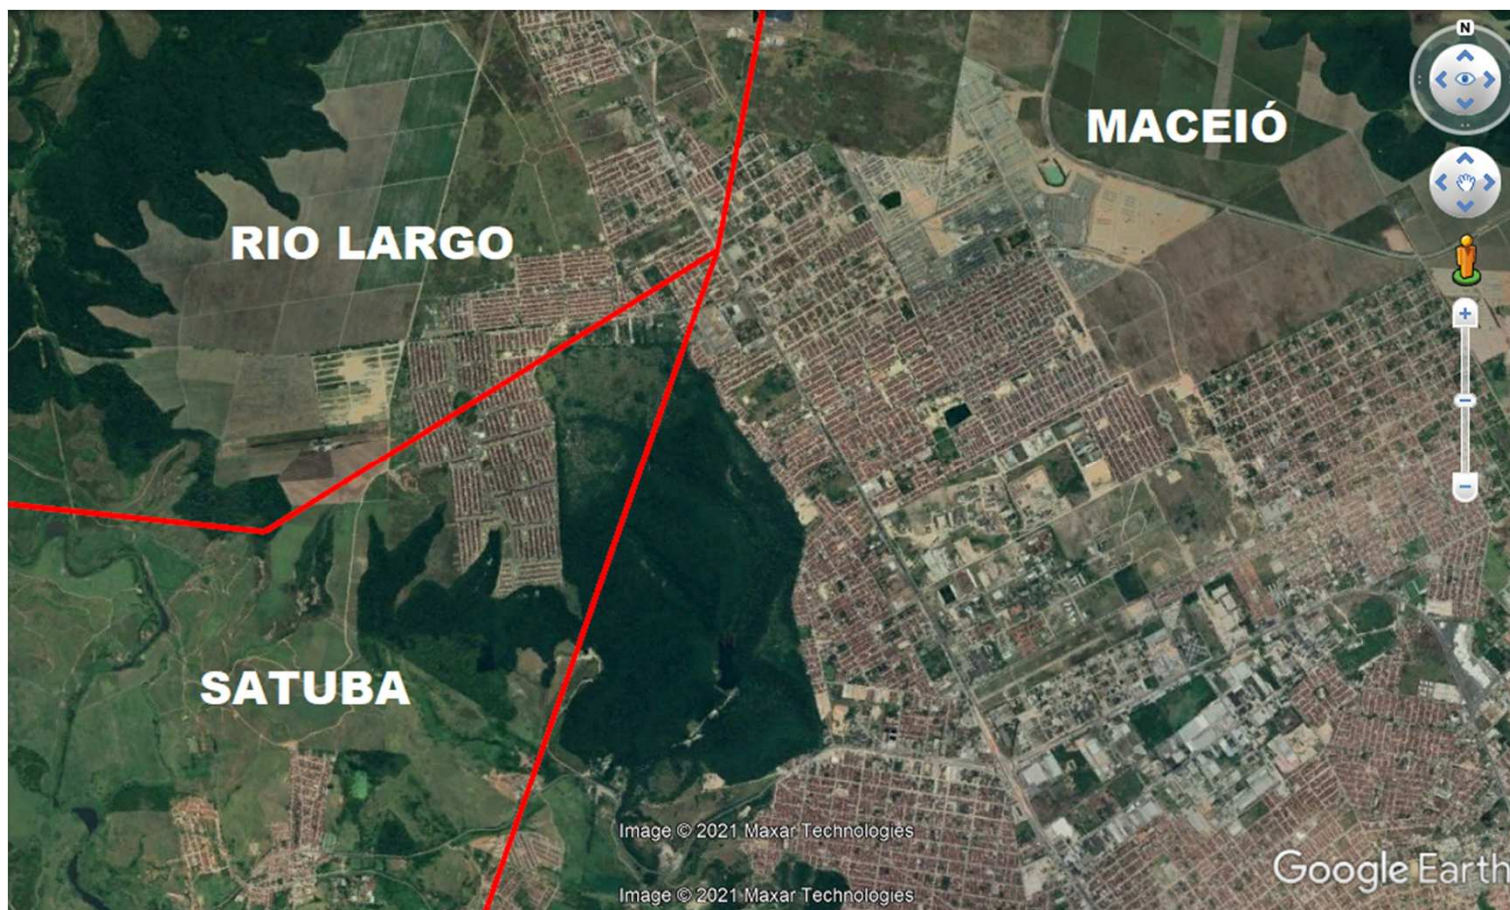 N
MACEIÓ
RIO LARGO
SATUBA
Image © 2021 Maxar Technologies
Google Earth
Image © 2021 Maxar Technologies